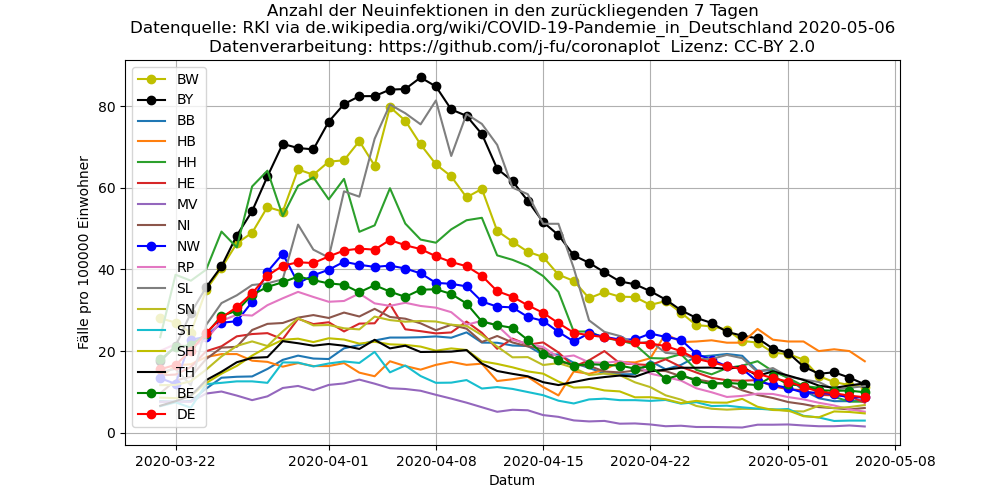 Anzahl der Neuinfektionen in den zurückliegenden 7 Tagen
Datenquelle: RKI via de.wikipedia.org/wiki/COVID-19-Pandemie_in_Deutschland 2020-05-06
Datenverarbeitung: https://github.com/j-fu/coronaplot Lizenz: CC-BY 2.0
Fälle pro 100000 Einwohner
80
60
40
20
0
BW
BY
BB
HB
HH
HE
MV
NI
NW
RP
SL
SN
ST
SH
TH
BE
DE
2020-03-22
2020-04-01
2020-04-08
2020-04-15
2020-04-22
2020-05-01
2020-05-08
Datum